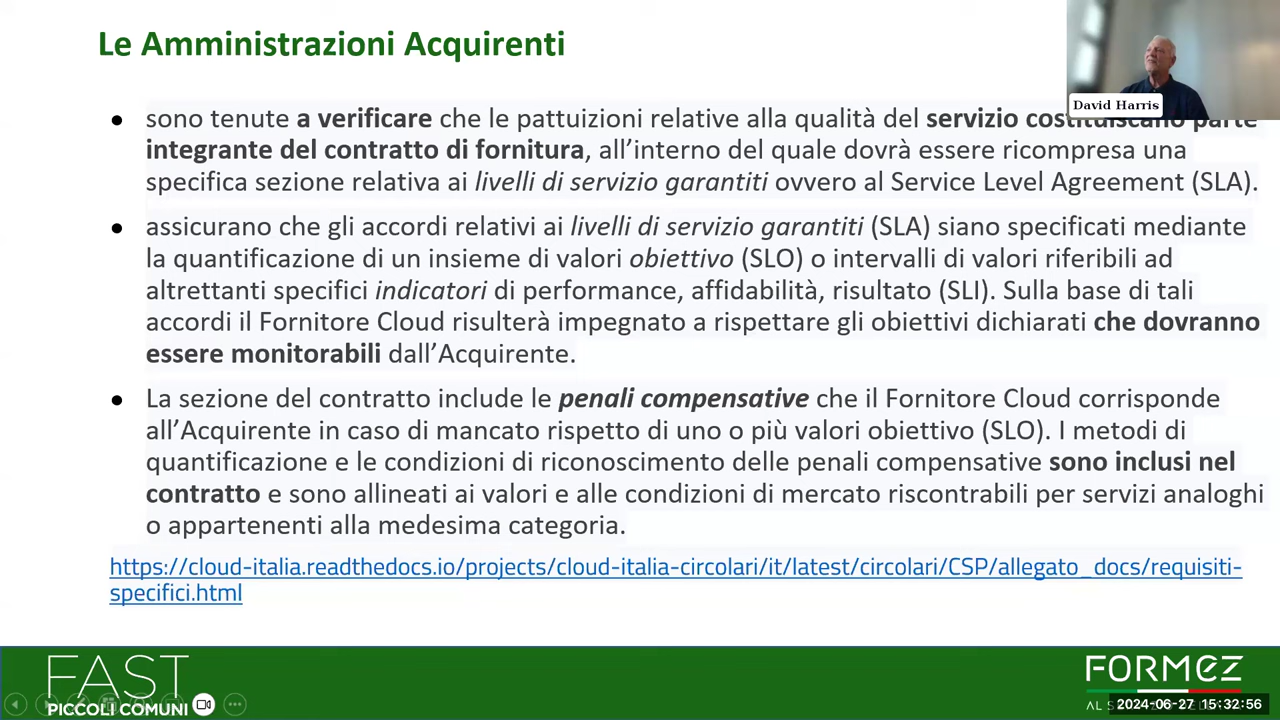 Le Amministrazioni Acquirenti
David Harris
● sono tenute a verificare che le pattuizioni relative alla qualità del servizio costituiscano parte
integrante del contratto di fornitura, all’interno del quale dovrà essere ricompresa una
specifica sezione relativa ai livelli di servizio garantiti ovvero al Service Level Agreement (SLA).
● assicurano che gli accordi relativi ai livelli di servizio garantiti (SLA) siano specificati mediante
la quantificazione di un insieme di valori obiettivo (SLO) o intervalli di valori riferibili ad
altrettanti specifici indicatori di performance, affidabilità, risultato (SLI). Sulla base di tali
accordi il Fornitore Cloud risulterà impegnato a rispettare gli obiettivi dichiarati che dovranno
essere monitorabili dall’Acquirente.
● La sezione del contratto include le penali compensative che il Fornitore Cloud corrisponde
all’Acquirente in caso di mancato rispetto di uno o più valori obiettivo (SLO). I metodi di
quantificazione e le condizioni di riconoscimento delle penali compensative sono inclusi nel
contratto e sono allineati ai valori e alle condizioni di mercato riscontrabili per servizi analoghi
o appartenenti alla medesima categoria.
https://cloud-italia.readthedocs.io/projects/cloud-italia-circolari/it/latest/circolari/CSP/allegato_docs/requisiti-
specifici.html
FAST
PICCOLI COMUNI
FORMEZ
AL S
2024-06-27 15:32:56